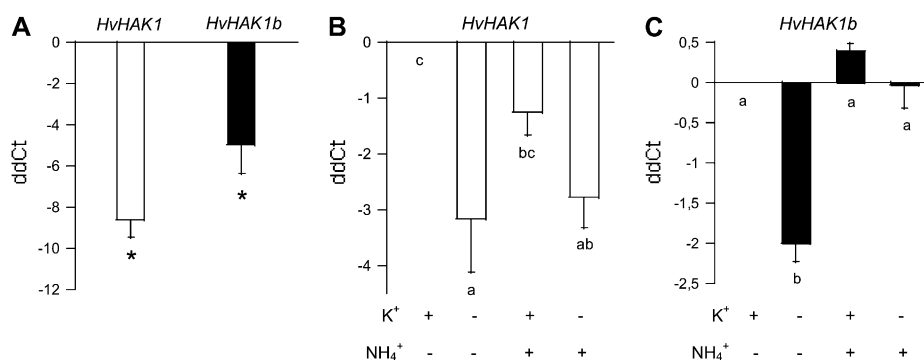 A
HvHAK1
HvHAK1b
0
-2
-4
-6
-8
-10
-12
ddCt
*
*
B
HvHAK1
0
-1
-2
-3
-4
ddCt
c
a
bc
ab
K+ + - + -
NH4+ - - + +
C
HvHAK1b
0,5
0
-0,5
-1
-1,5
-2
-2,5
ddCt
a
b
a
a
+ - + -
- - + +